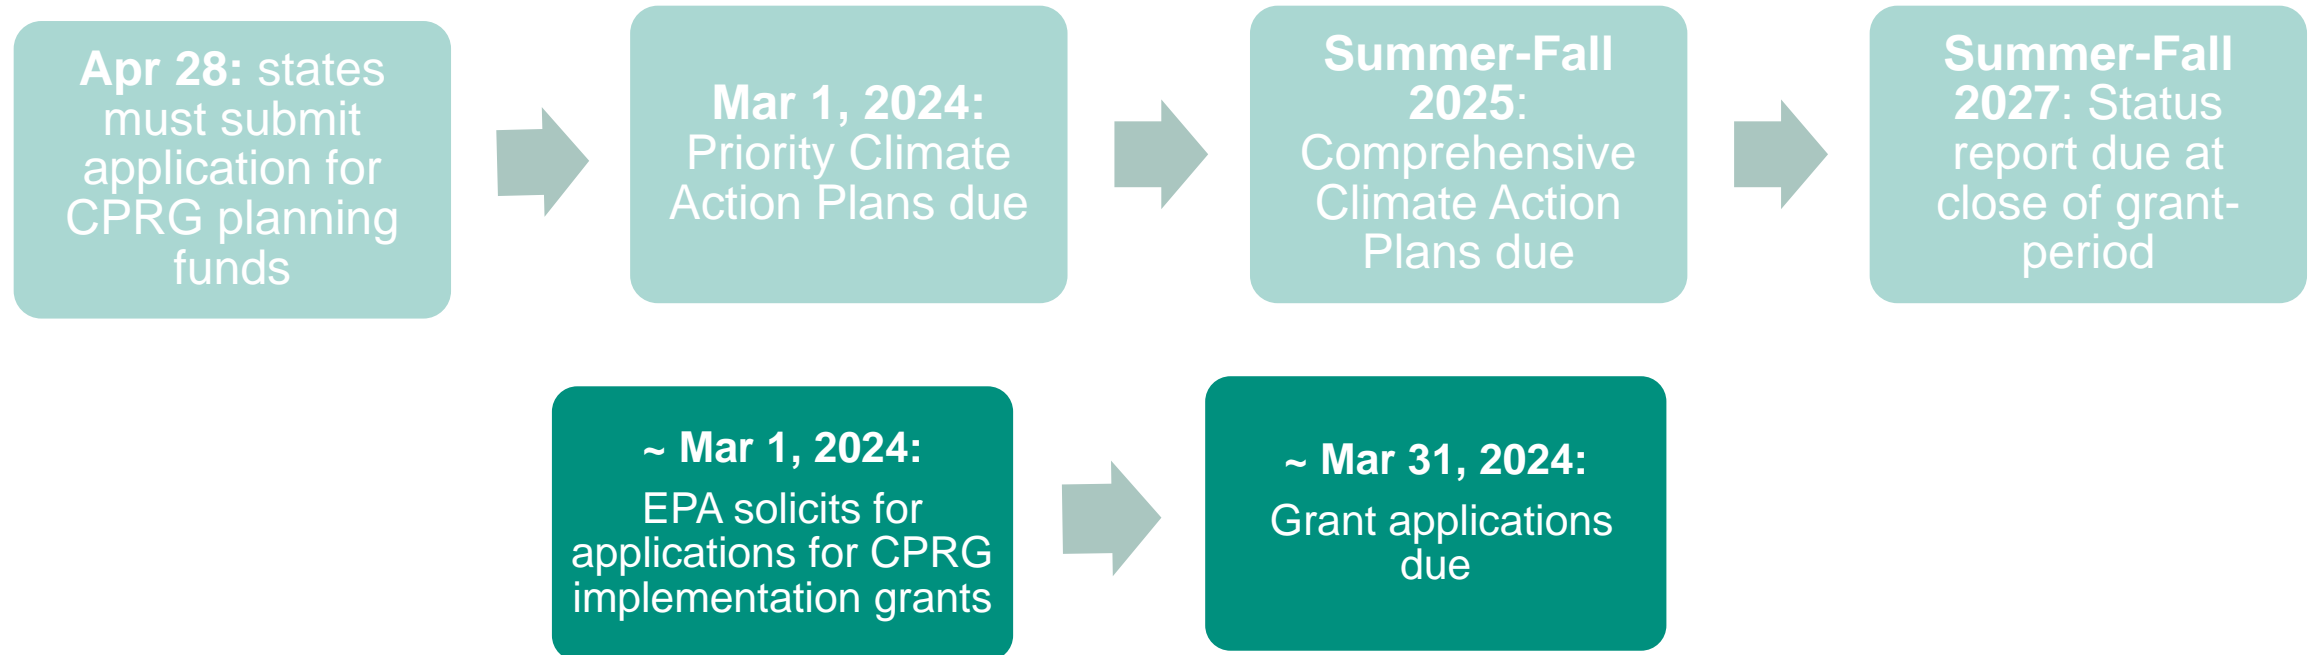 Apr 28: states
must submit
application for
CPRG planning
funds
Mar 1, 2024:
Priority Climate
Action Plans due
Summer-Fall
2025:
Comprehensive
Climate Action
Plans due
Summer-Fall
2027: Status
report due at
close of grant-
period
~ Mar 1, 2024:
EPA solicits for
applications for CPRG
implementation grants
~ Mar 31, 2024:
Grant applications
due